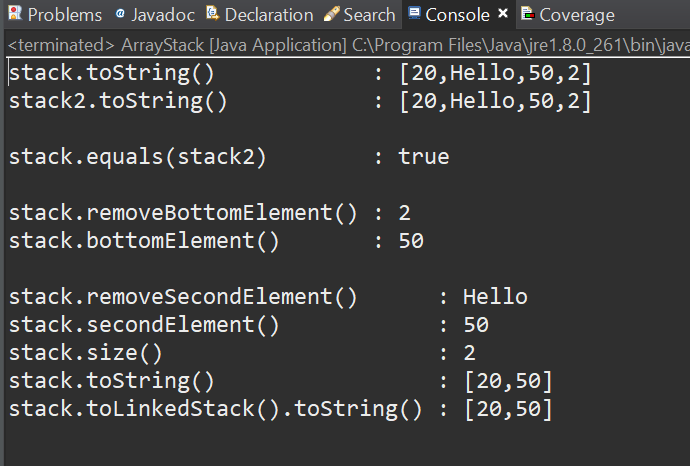 Problems @ Javadoc Declaration Search Console × Coverage
<terminated> ArrayStack [Java Application] C:\Program Files\Java\jre1.8.0_261\bin\java
stack.toString() : [20,Hello,50,2]
stack2.toString() : [20,Hello,50,2]
stack.equals(stack2) : true
stack.removeBottomElement() : 2
stack.bottomElement() : 50
stack.removeSecondElement() : Hello
stack.secondElement() : 50
stack.size() : 2
stack.toString() : [20,50]
stack.toLinkedStack().toString() : [20,50]